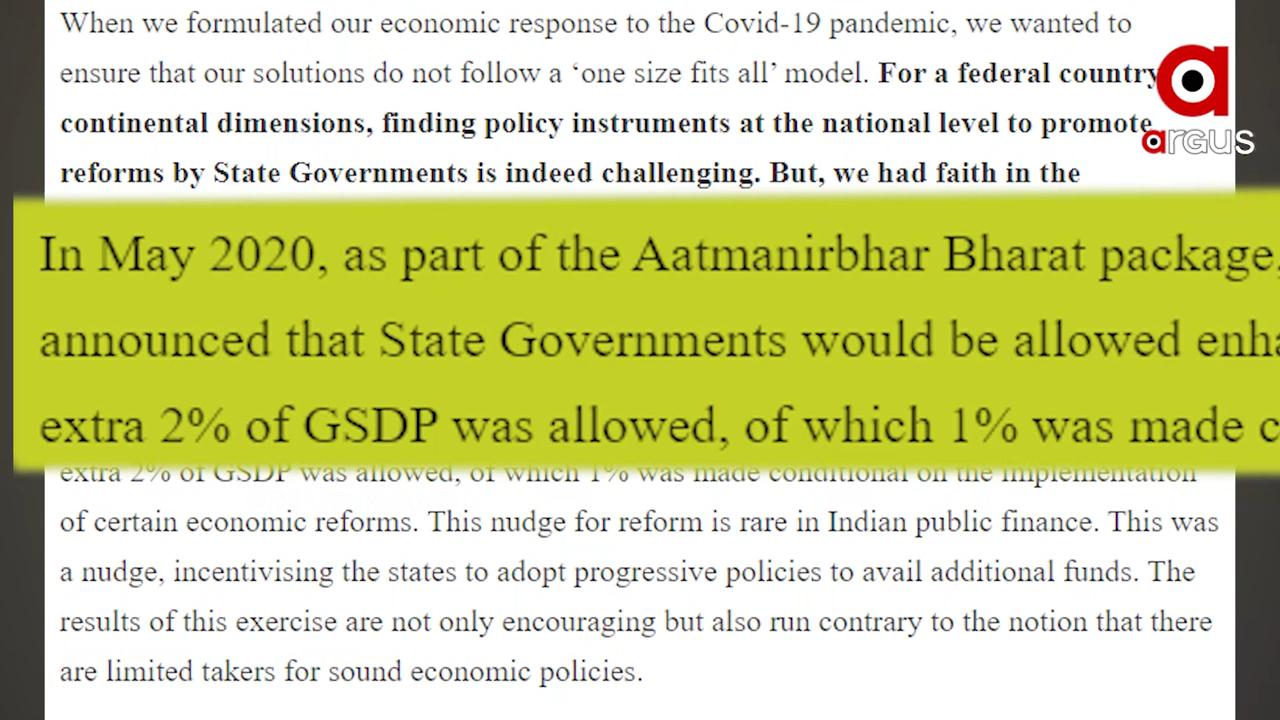 When we formulated our economic response to the Covid-19 pandemic, we wanted to
ensure that our solutions do not follow a ‘one size fits all’ model. For a federal country
continental dimensions, finding policy instruments at the national level to promote
reforms by State Governments is indeed challenging. But, we had faith in the
argus
In May 2020, as part of the Aatmanirbhar Bharat package,
announced that State Governments would be allowed
extra 2% of GSDP was allowed, of which 1% was made
extra 2% of GSDP was allowed, of which 1% was made conditional on the implementation
of certain economic reforms. This nudge for reform is rare in Indian public finance. This was
a nudge, incentivising the states to adopt progressive policies to avail additional funds. The
results of this exercise are not only encouraging but also run contrary to the notion that there
are limited takers for sound economic policies.